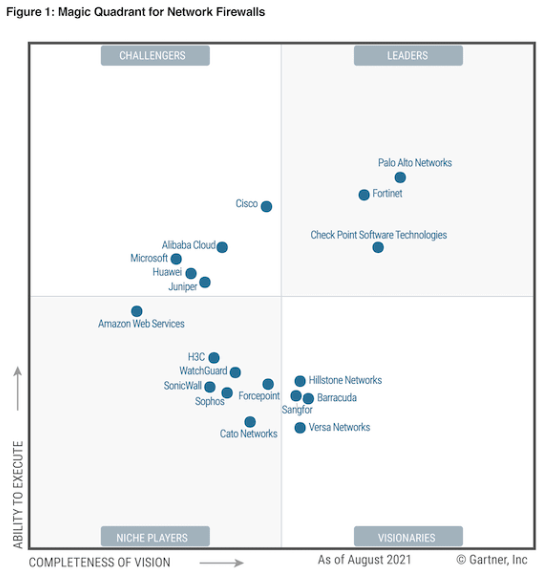 Figure 1: Magic Quadrant for Network Firewalls
CHALLENGERS
LEADERS
Palo Alto Networks
Fortinet
Cisco
Check Point Software Technologies
Alibaba Cloud
Microsoft
Huawei
Juniper
Amazon Web Services
H3C
WatchGuard
SonicWall
Sophos
Forcepoint
Cato Networks
Hillstone Networks
Barracuda
Sangfor
Versa Networks
ABILITY TO EXECUTE
NICHE PLAYERS
VISIONARIES
COMPLETENESS OF VISION
As of August 2021
© Gartner, Inc